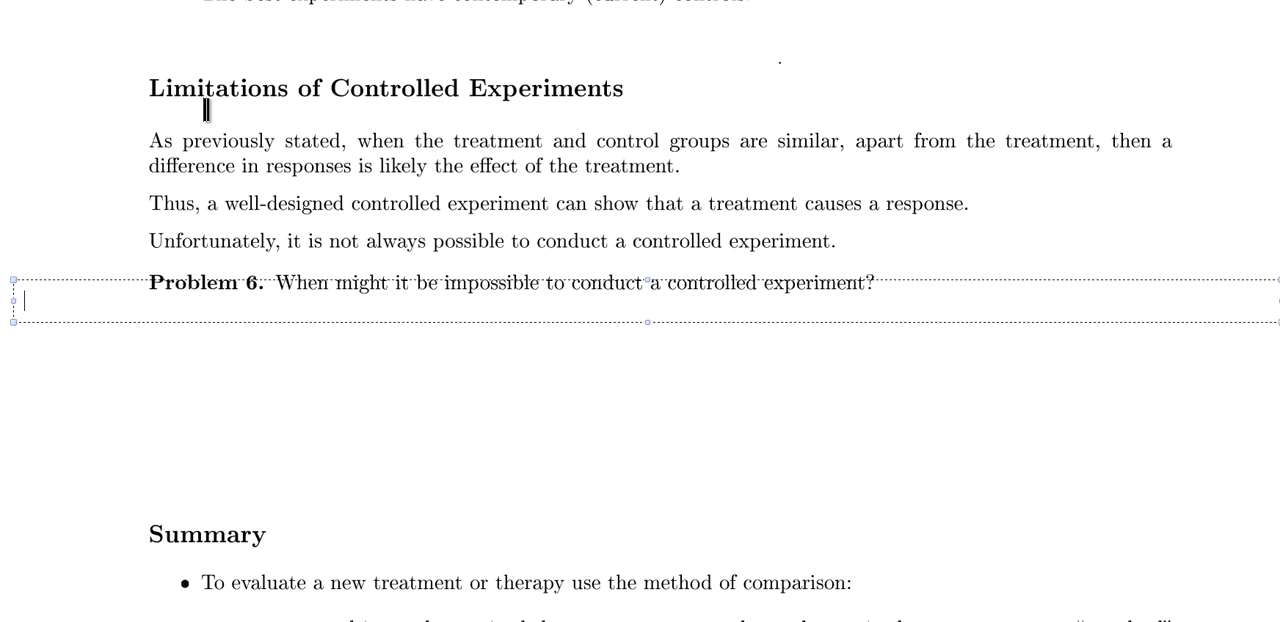 Limitations of Controlled Experiments
As previously stated, when the treatment and control groups are similar, apart from the treatment, then a
difference in responses is likely the effect of the treatment.
Thus, a well-designed controlled experiment can show that a treatment causes a response.
Unfortunately, it is not always possible to conduct a controlled experiment.
Problem 6. When might it be impossible to conduct a controlled experiment?
Summary
• To evaluate a new treatment or therapy use the method of comparison: